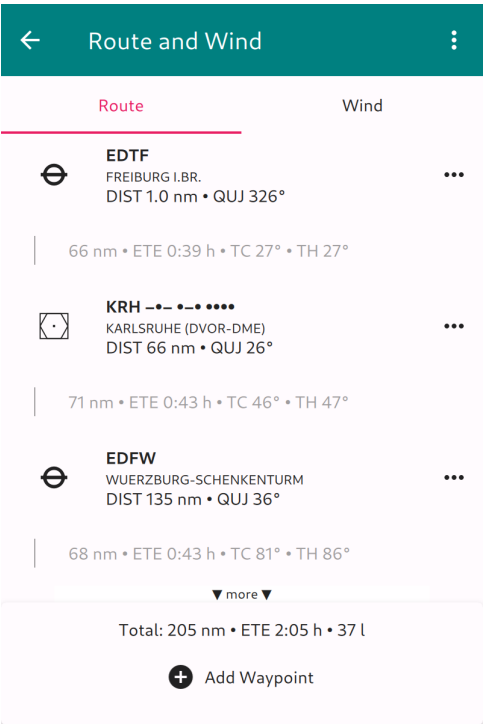 Route and Wind
Route
Wind
EDTF
FREIBURG I.BR.
DIST 1.0 nm • QUJ 326°
66 nm • ETE 0:39 h • TC 27° • TH 27°
KRH –•– •–• ••••
KARLSRUHE (DVOR-DME)
DIST 66 nm • QUJ 26°
71 nm • ETE 0:43 h • TC 46° • TH 47°
EDFW
WUERZBURG-SCHENKENTURM
DIST 135 nm • QUJ 36°
68 nm • ETE 0:43 h • TC 81° • TH 86°
▼ more ▼
Total: 205 nm • ETE 2:05 h • 37 l
Add Waypoint